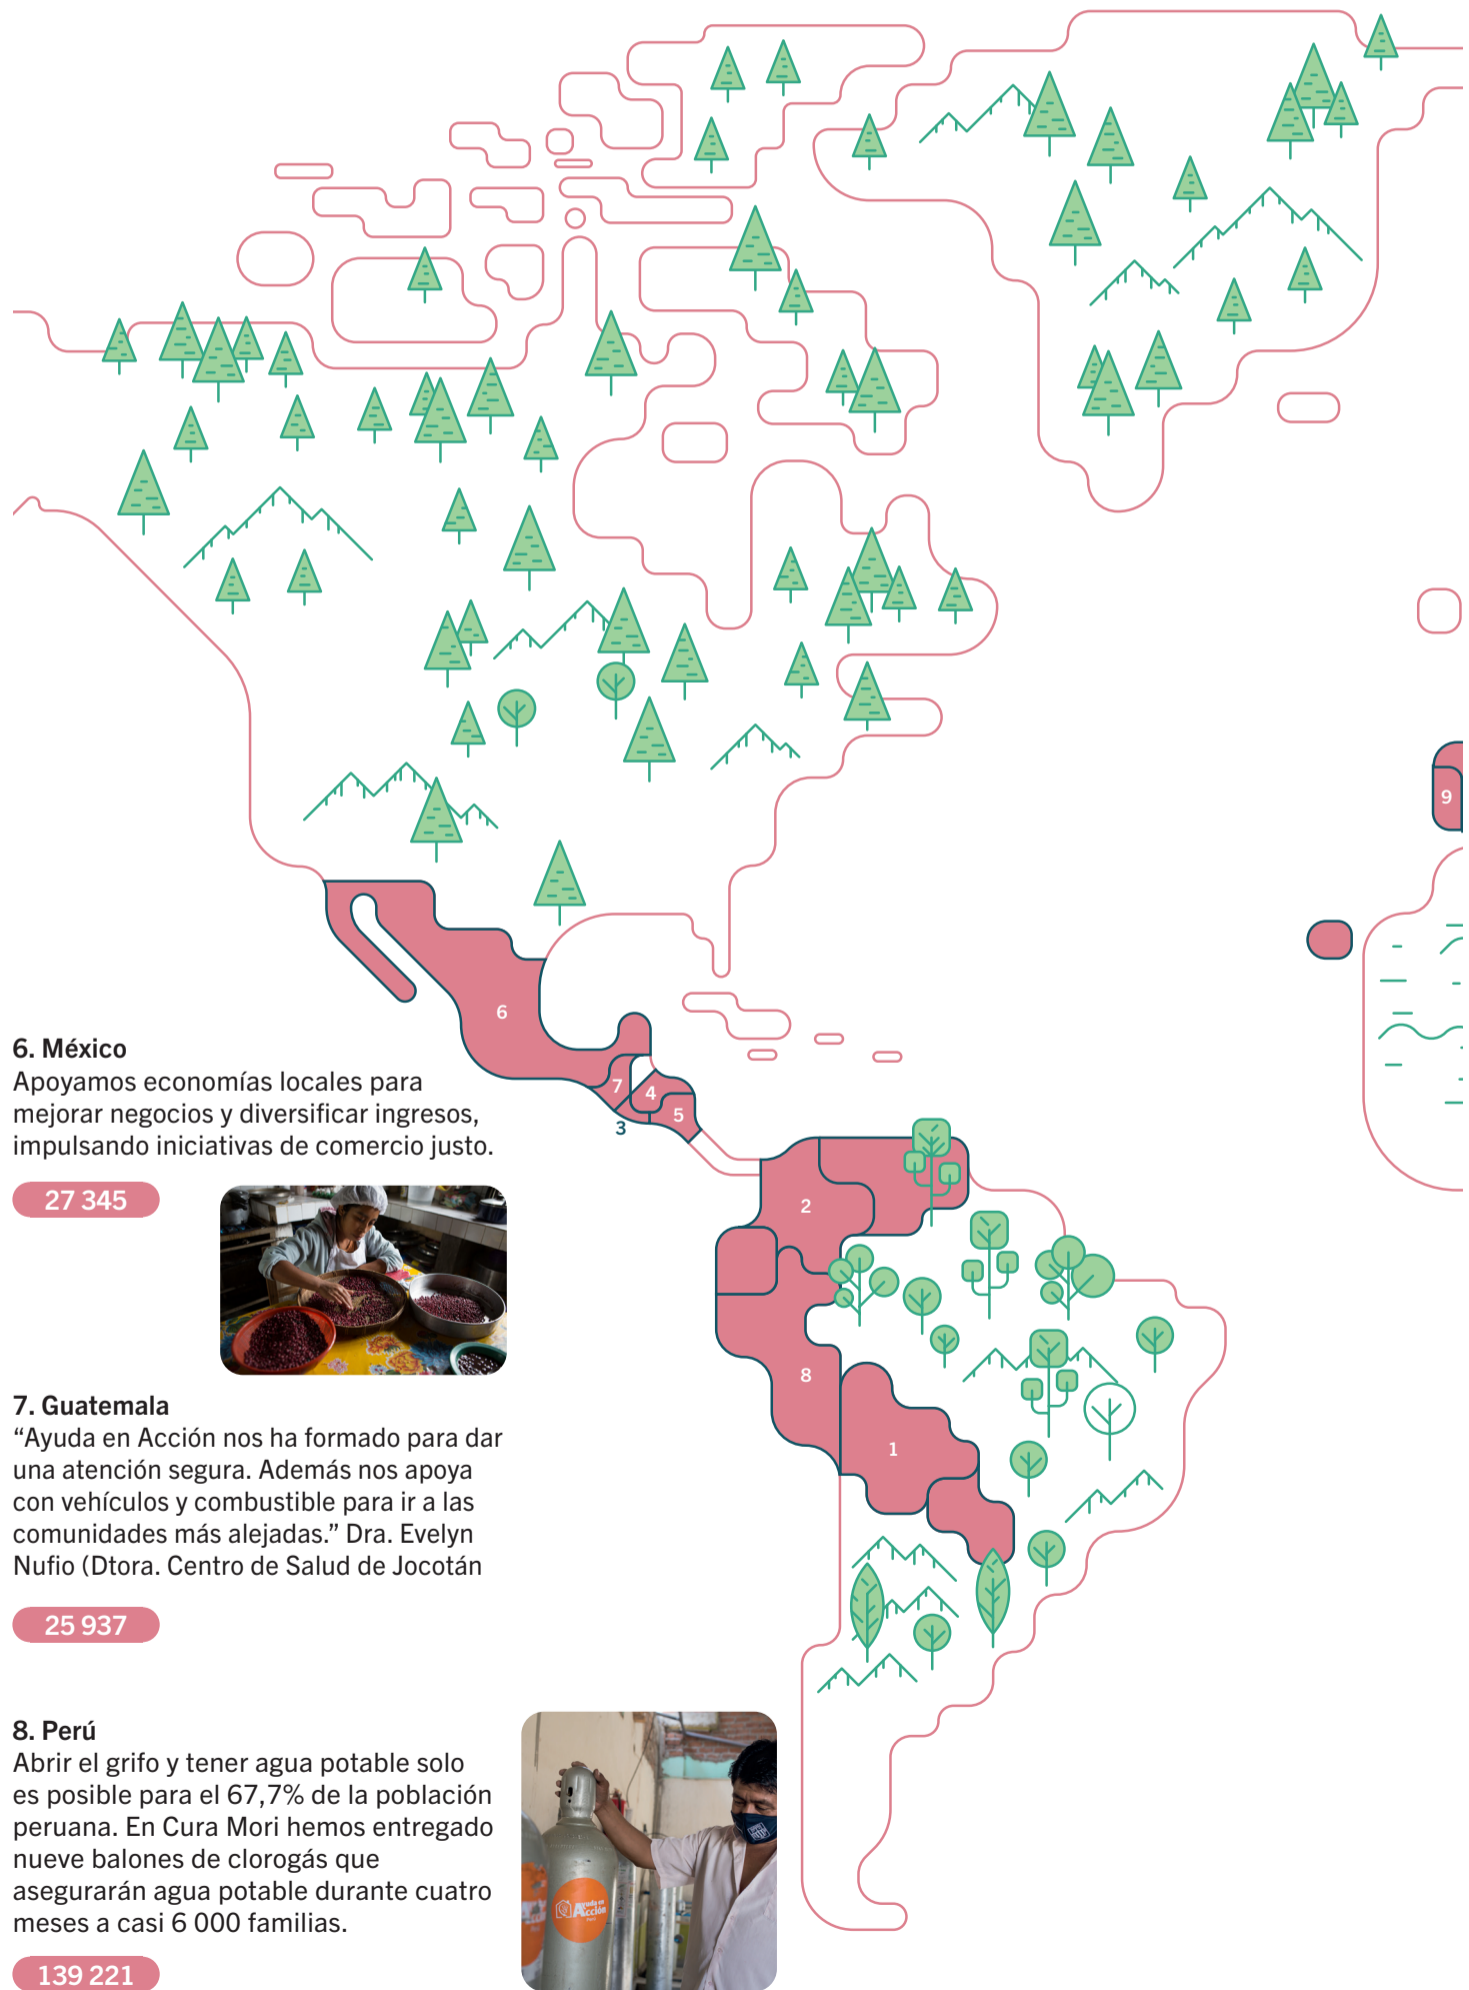 9
6
6. México
Apoyamos economías locales para
mejorar negocios y diversificar ingresos,
impulsando iniciativas de comercio justo.
7
4
5
3
27 345
2
8
1
7. Guatemala
“Ayuda en Acción nos ha formado para dar
una atención segura. Además nos apoya
con vehículos y combustible para ir a las
comunidades más alejadas.” Dra. Evelyn
Nufio (Dtora. Centro de Salud de Jocotán
25 937
8. Perú
Abrir el grifo y tener agua potable solo
es posible para el 67,7% de la población
peruana. En Cura Mori hemos entregado
nueve balones de clorogás que
asegurarán agua potable durante cuatro
meses a casi 6 000 familias.
Ayuda en
Acción
Perú
139 221